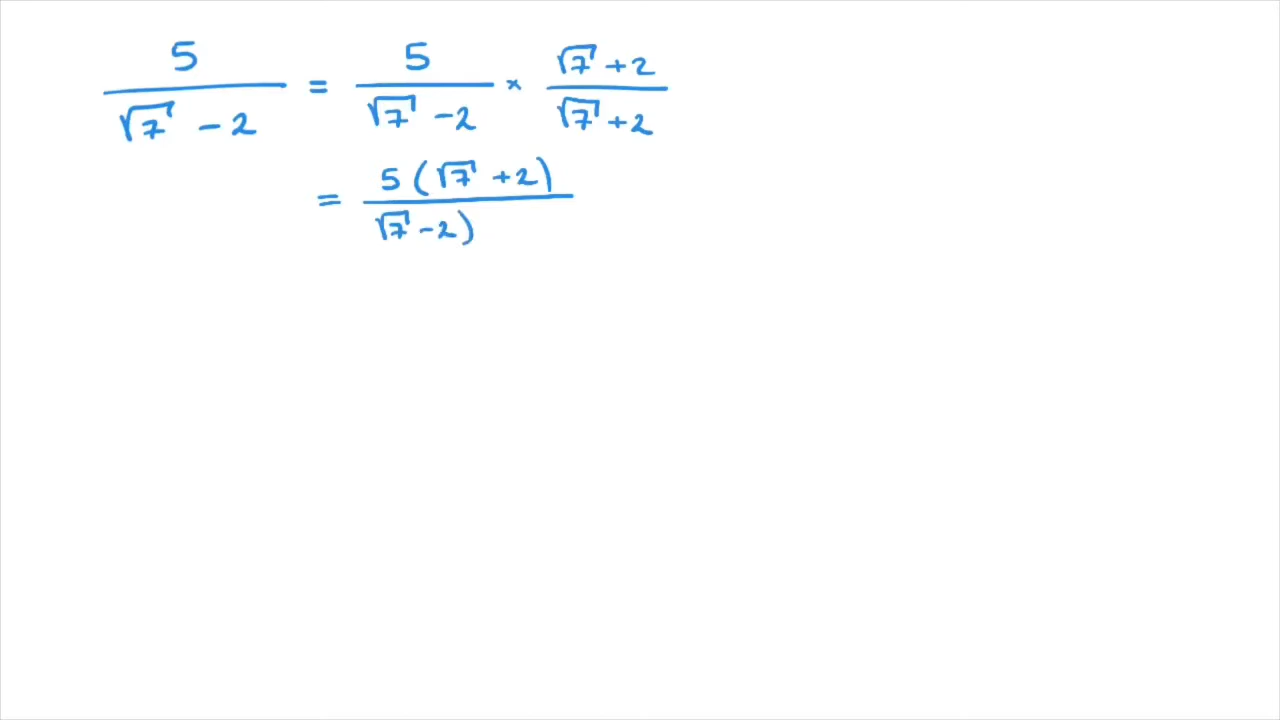 5/(√7 - 2) = 5/(√7 - 2) × (√7 + 2)/(√7 + 2)
= 5(√7 + 2)/√7 - 2)